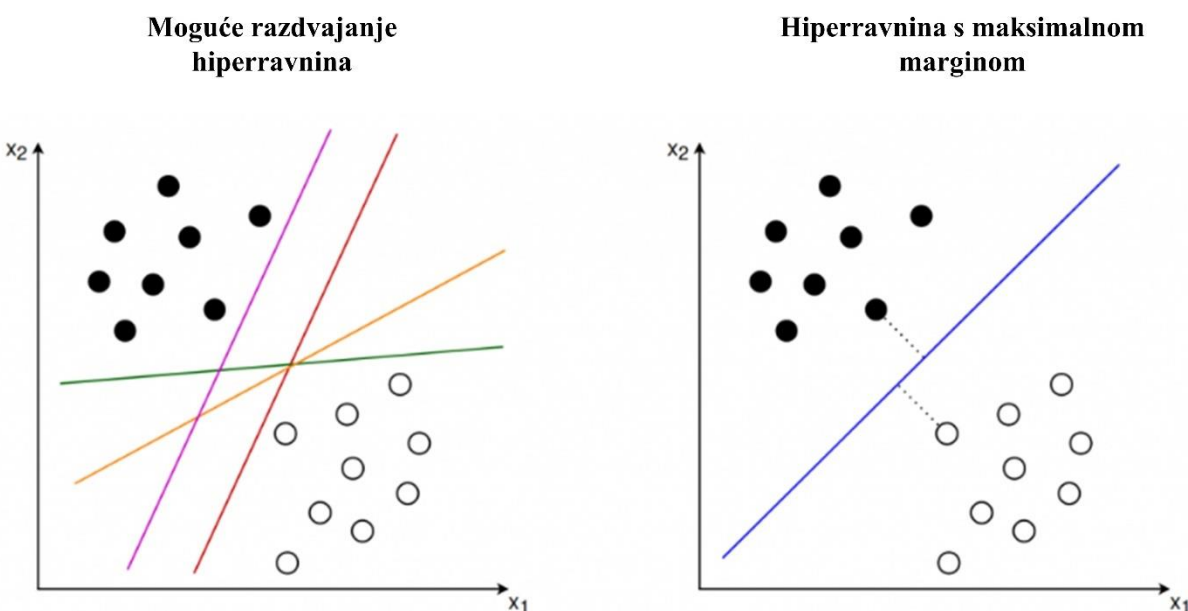 Moguće razdvajanje
hiperravnina
Hiperravnina s maksimalnom
marginom
x2
x1
x2
x1